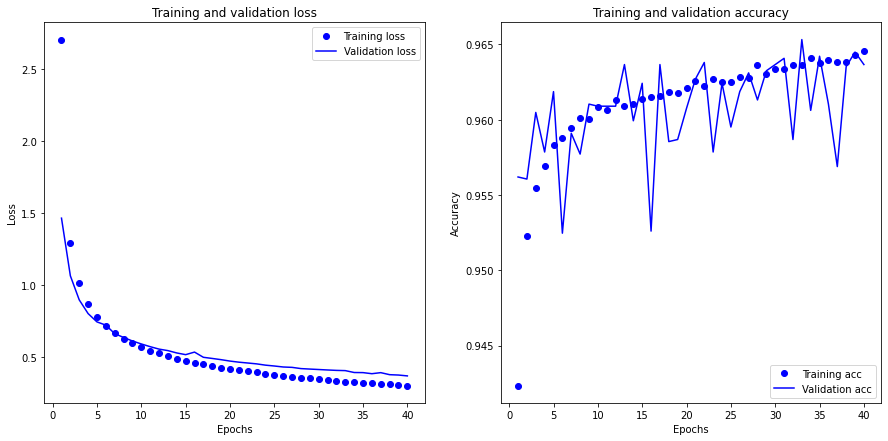 Training and validation loss
Training loss
Validation loss
2.5
2.0
1.5
1.0
0.5
Loss
0 5 10 15 20 25 30 35 40
Epochs
Training and validation accuracy
0.965
0.960
0.955
0.950
0.945
Accuracy
Training acc
Validation acc
0 5 10 15 20 25 30 35 40
Epochs